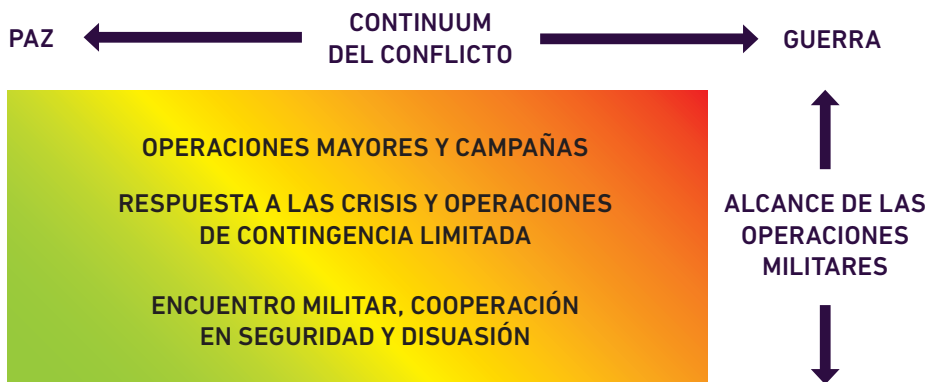 PAZ
CONTINUUM
DEL CONFLICTO
GUERRA
OPERACIONES MAYORES Y CAMPAÑAS
RESPUESTA A LAS CRISIS Y OPERACIONES
DE CONTINGENCIA LIMITADA
ENCUENTRO MILITAR, COOPERACIÓN
EN SEGURIDAD Y DISUASIÓN
ALCANCE DE LAS
OPERACIONES
MILITARES